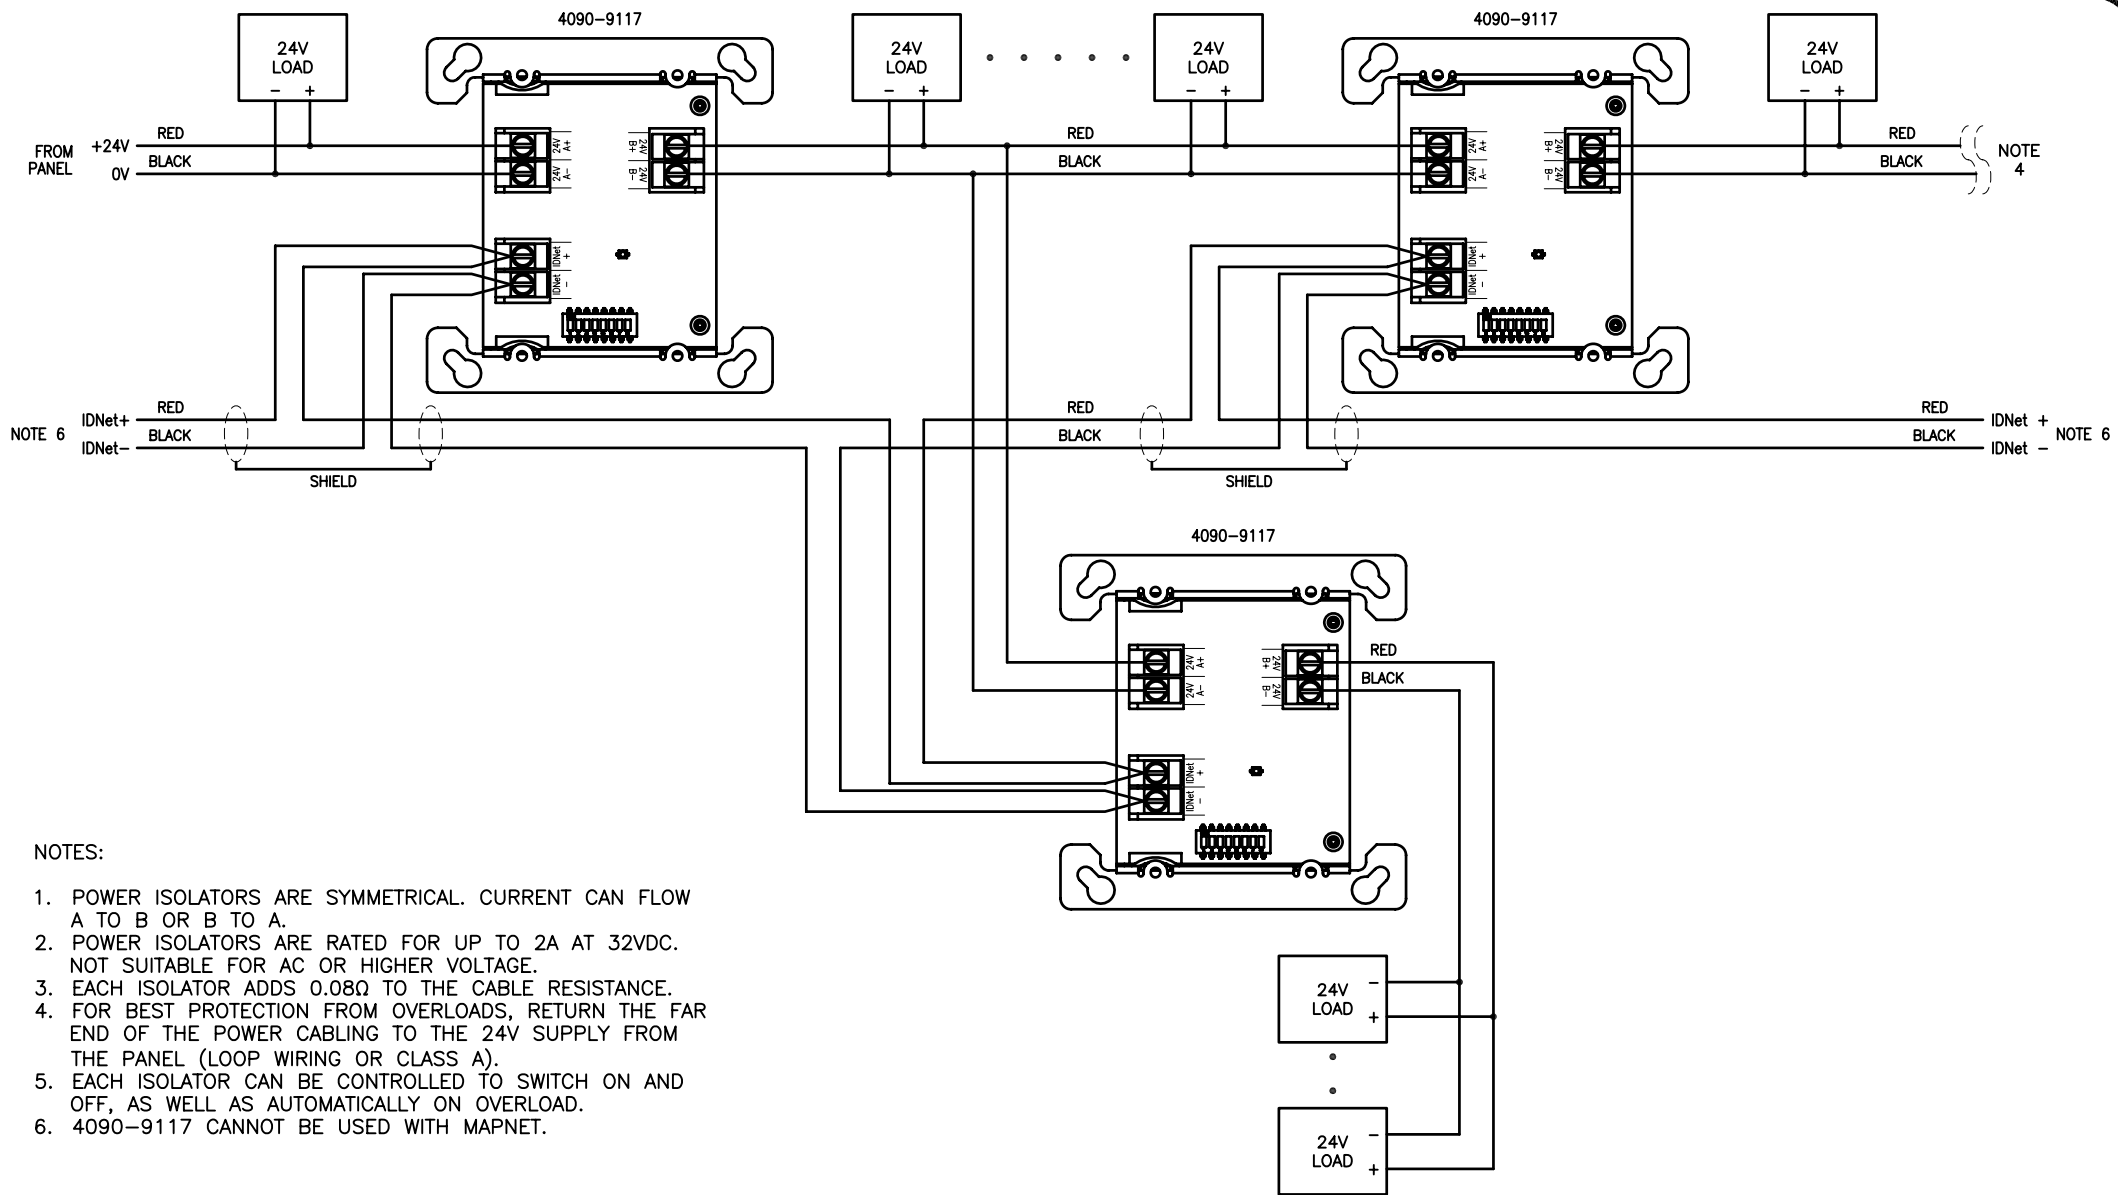 4090-9117
4090-9117
24V
LOAD
- +
24V
LOAD
- +
24V
LOAD
- +
24V
LOAD
- +
FROM
PANEL
+24V
0V
RED
BLACK
24V
A+
24V
A-
24V
B+
24V
B-
RED
BLACK
24V
A+
24V
A-
24V
B+
24V
B-
RED
BLACK
NOTE
4
IDNet
+
IDNet
-
IDNet
+
IDNet
-
NOTE 6
IDNet+
IDNet-
RED
BLACK
SHIELD
RED
BLACK
SHIELD
RED
BLACK
IDNet +
IDNet -
NOTE 6
4090-9117
24V
A+
24V
A-
24V
B+
24V
B-
RED
BLACK
IDNet
+
IDNet
-
24V
LOAD
-
+
24V
LOAD
-
+
NOTES:
1. POWER ISOLATORS ARE SYMMETRICAL. CURRENT CAN FLOW
A TO B OR B TO A.
2. POWER ISOLATORS ARE RATED FOR UP TO 2A AT 32VDC.
NOT SUITABLE FOR AC OR HIGHER VOLTAGE.
3. EACH ISOLATOR ADDS 0.08Ω TO THE CABLE RESISTANCE.
4. FOR BEST PROTECTION FROM OVERLOADS, RETURN THE FAR
END OF THE POWER CABLING TO THE 24V SUPPLY FROM
THE PANEL (LOOP WIRING OR CLASS A).
5. EACH ISOLATOR CAN BE CONTROLLED TO SWITCH ON AND
OFF, AS WELL AS AUTOMATICALLY ON OVERLOAD.
6. 4090-9117 CANNOT BE USED WITH MAPNET.